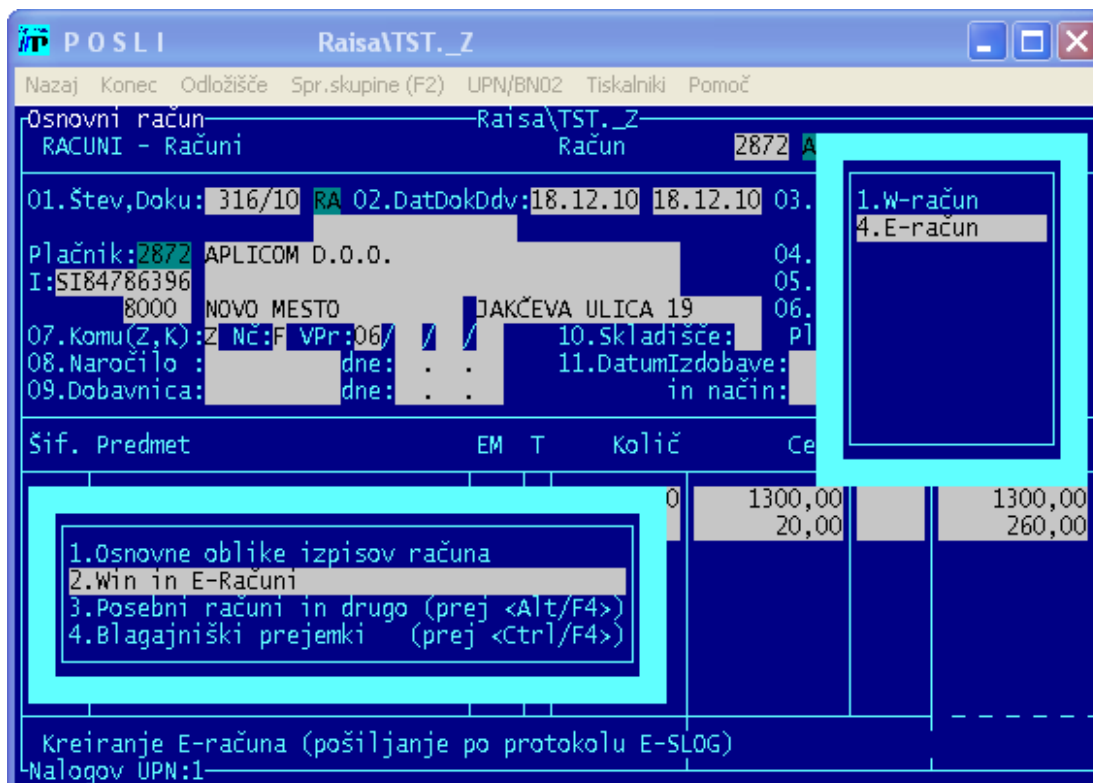 POSLI Raisa\TST._Z
Nazaj Konec Odložišče Spr.skupine (F2) UPN/BN02 Tiskalniki Pomoč
Osnovni račun Raisa\TST._Z
RACUNI - Računi Račun 2872 A
01.Štev,Doku: 316/10 RA 02.DatDokDdv:18.12.10 18.12.10 03.
1.W-račun
4.E-račun
Plačnik:2872 APLICOM D.O.O. 04.
I:SI84786396 05.
8000 NOVO MESTO JAKČEVA ULICA 19 06.
07.Komu(Z,K):Z Nč:F VPr:06/ / / 10.Skladišče: Pl
08.Naročilo : dne: . . 11.DatumIzdobave:
09.Dobavnica: dne: . . in način:
Šif. Predmet EM T Količ Ce
0 1300,00 1300,00
20,00 260,00
1.Osnovne oblike izpisov računa
2.Win in E-Računi
3.Posebni računi in drugo (prej <Alt/F4>)
4.Blagajniški prejemki (prej <Ctrl/F4>)
Kreiranje E-računa (pošiljanje po protokolu E-SLOG)
Nalogov UPN:1